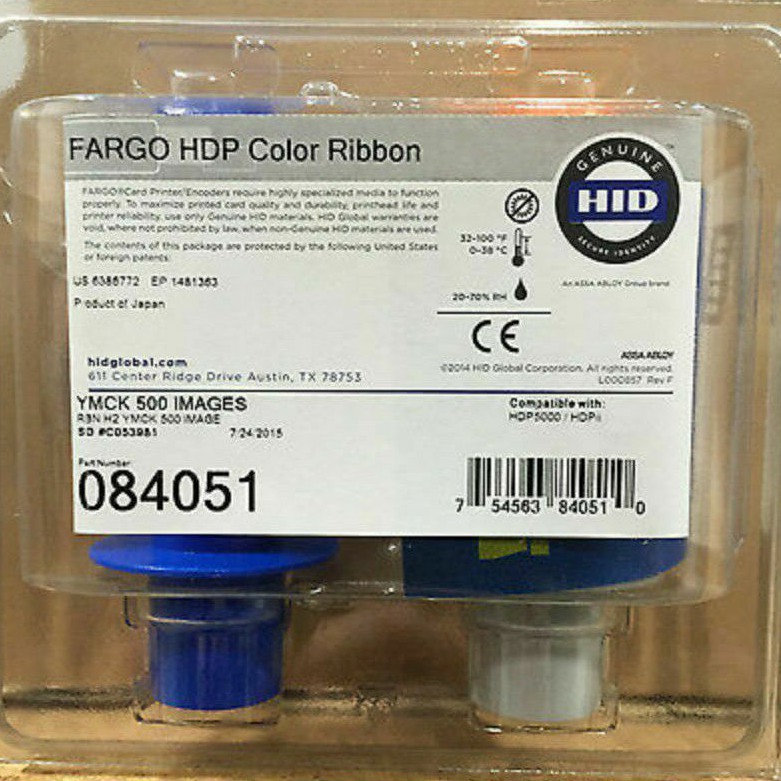 FARGO HDP Color Ribbon
GENUINE
HID
SECURE IDENTITY
An ASSA ABLOY Group brand
FARGO®Card Printer/Encoders require highly specialized media to function
properly. To maximize printed card quality and durability, printhead life and
printer reliability, use only Genuine HID materials. HID Global warranties are
void, where not prohibited by law, when non-Genuine HID materials are used.
The contents of this package are protected by the following United States
or foreign patents:
US 6386772 EP 1481363
Product of Japan
32-100 °F
0-38 °C
20-70% RH
CE
hidglobal.com
611 Center Ridge Drive Austin, TX 78753
ASSA ABLOY
©2014 HID Global Corporation. All rights reserved.
L000857 Rev F
YMCK 500 IMAGES
RBN H2 YMCK 500 IMAGE
SO #C053981
7/24/2015
Compatible with:
HDP5000 / HDPii
Part Number
084051
7 54563 84051 0